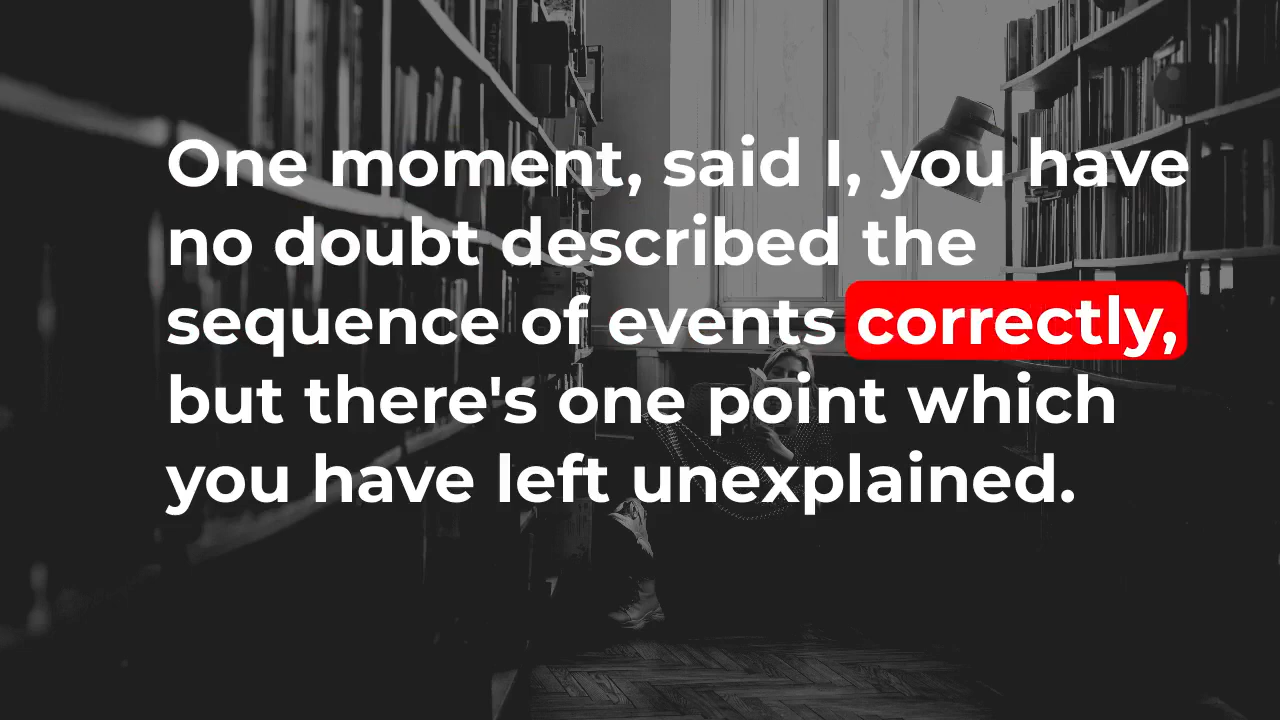 One moment, said I, you have
no doubt described the
sequence of events correctly,
but there's one point which
you have left unexplained.